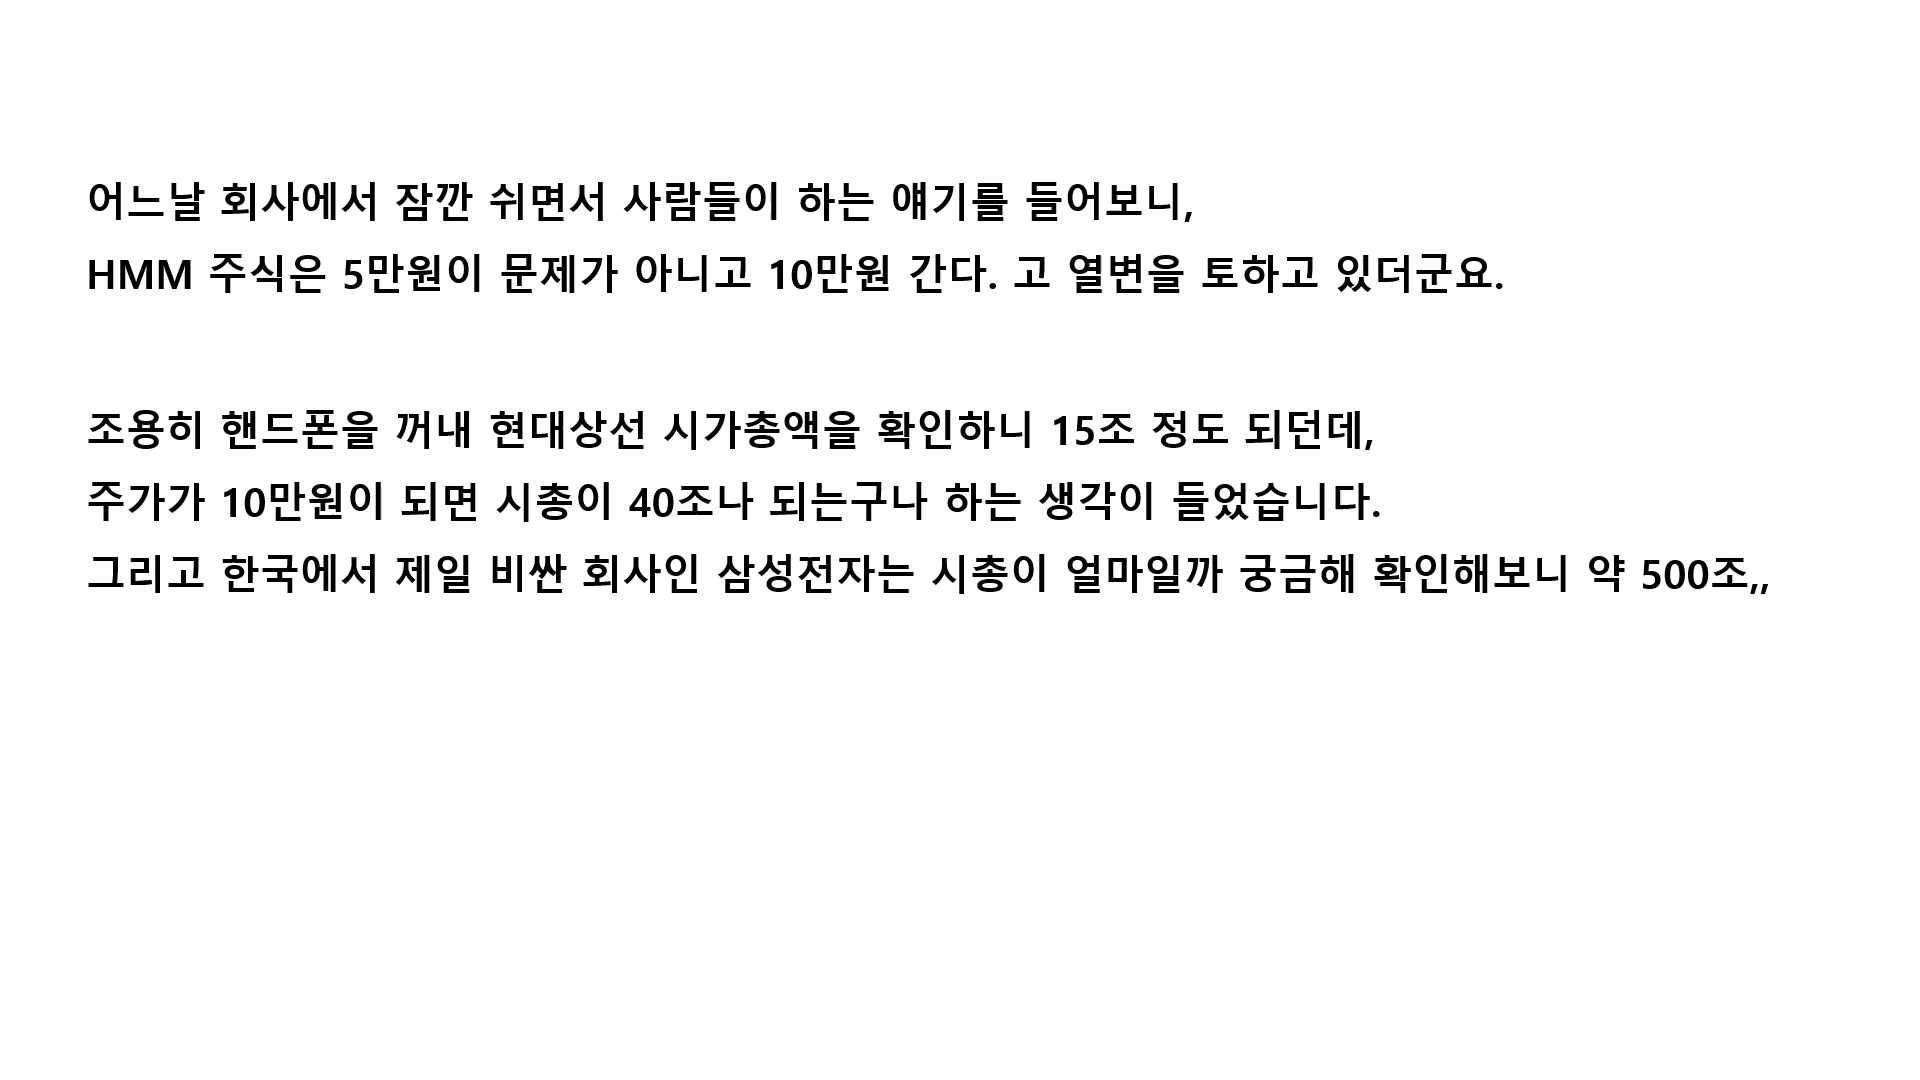 어느날 회사에서 잠깐 쉬면서 사람들이 하는 얘기를 들어보니,
HMM 주식은 5만원이 문제가 아니고 10만원 간다. 고 열변을 토하고 있더군요.
조용히 핸드폰을 꺼내 현대상선 시가총액을 확인하니 15조 정도 되던데,
주가가 10만원이 되면 시총이 40조나 되는구나 하는 생각이 들었습니다.
그리고 한국에서 제일 비싼 회사인 삼성전자는 시총이 얼마일까 궁금해 확인해보니 약 500조,,